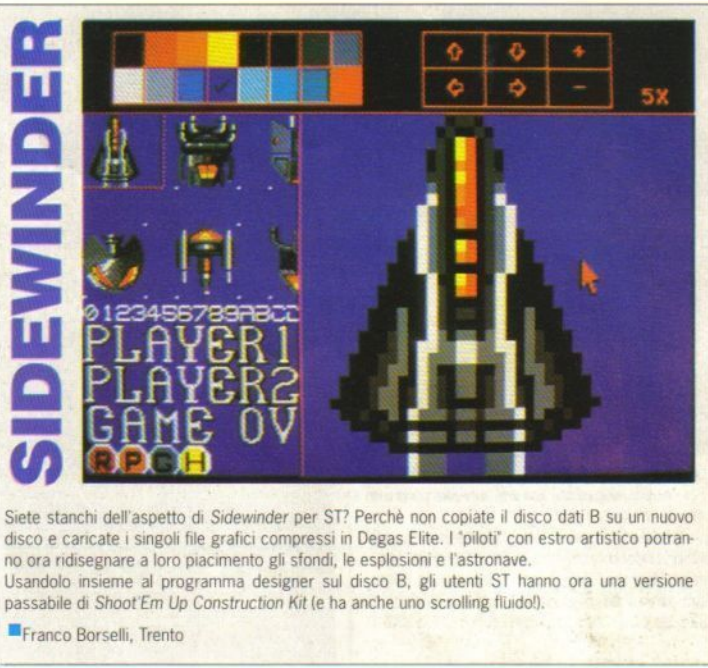 SIDEWINDER
5X
0123456789ABCC
PLAYER1
PLAYER2
GAME OV
R P G H
Siete stanchi dell'aspetto di Sidewinder per ST? Perchè non copiate il disco dati B su un nuovo
disco e caricate i singoli file grafici compressi in Degas Elite. I "piloti" con estro artistico potran-
no ora ridisegnare a loro piacimento gli sfondi, le esplosioni e l'astronave.
Usandolo insieme al programma designer sul disco B, gli utenti ST hanno ora una versione
passabile di Shoot'Em Up Construction Kit (e ha anche uno scrolling fluido!).
Franco Borselli, Trento